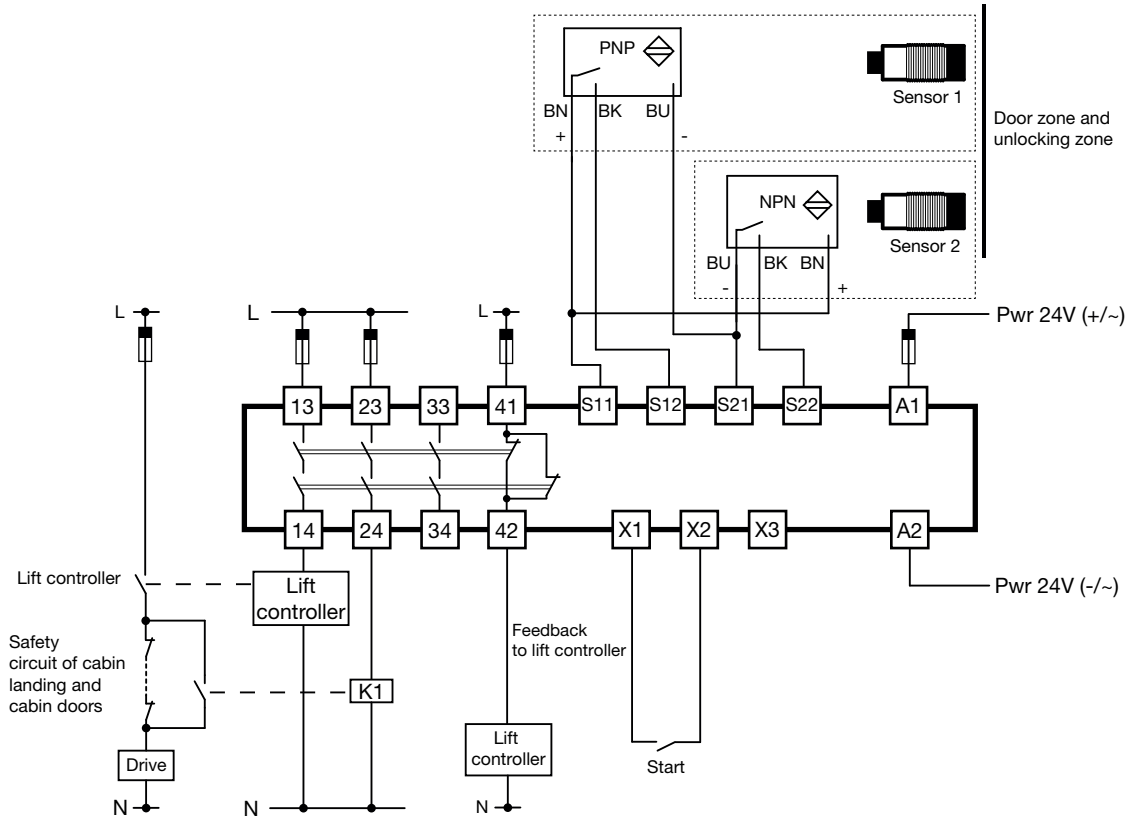 PNP
BN BK BU
+ -
Sensor 1
Door zone and
unlocking zone
NPN
BU BK BN
- +
Sensor 2
L L L
Pwr 24V (+/~)
13 23 33 41 S11 S12 S21 S22 A1
14 24 34 42 X1 X2 X3 A2
Lift controller
Lift
controller
Pwr 24V (-/~)
Safety
circuit of cabin
landing and
cabin doors
K1
Feedback
to lift controller
Drive
Lift
controller
Start
N N N